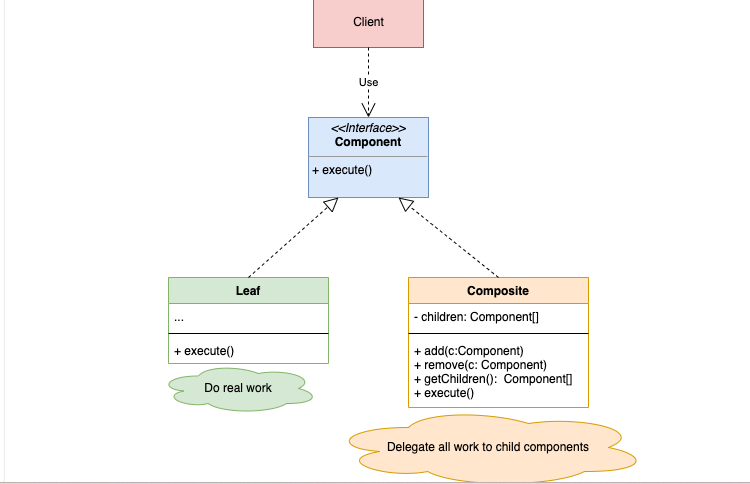 Client
Use
<<Interface>>
Component
+ execute()
Leaf
...
+ execute()
Do real work
Composite
- children: Component[]
+ add(c:Component)
+ remove(c: Component)
+ getChildren():  Component[]
+ execute()
Delegate all work to child components